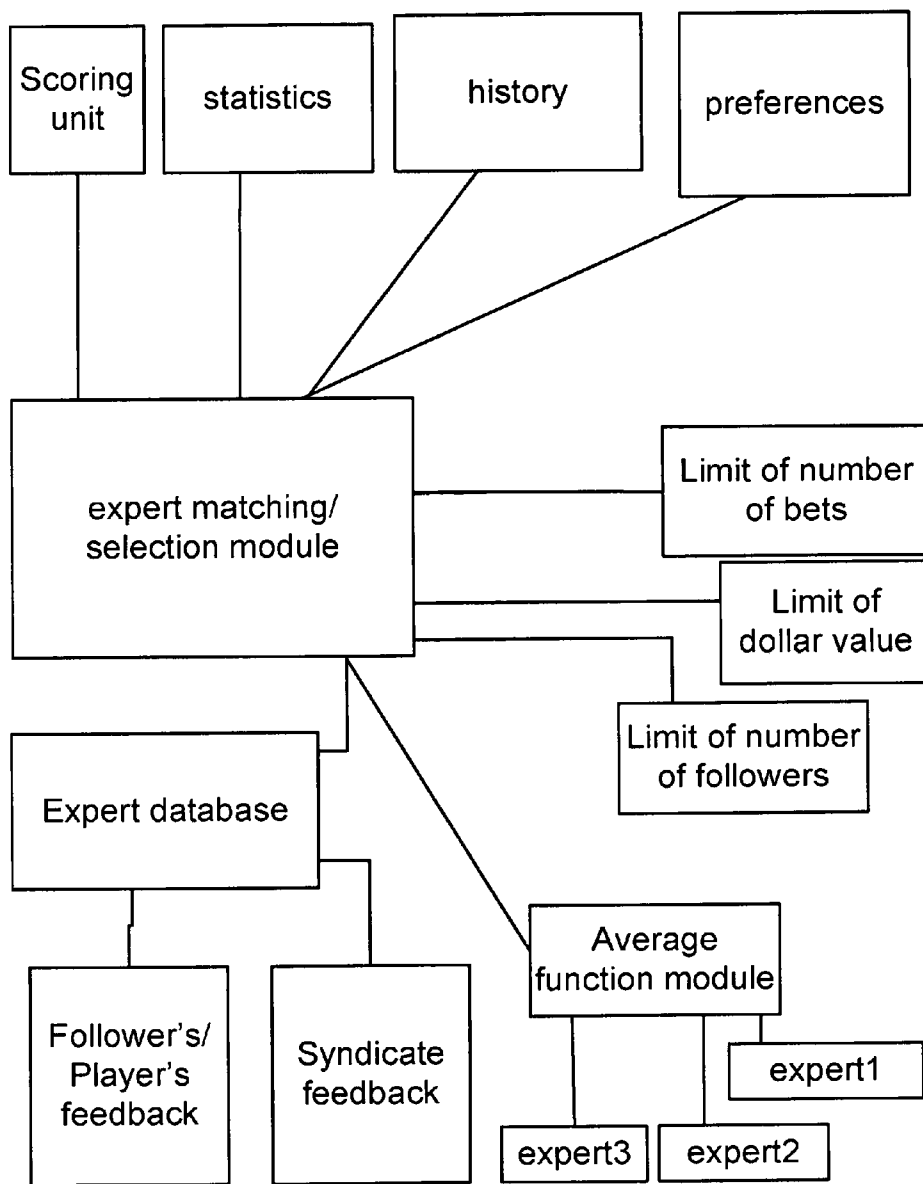 Scoring
unit
statistics
history
preferences
expert matching/
selection module
Limit of number
of bets
Limit of
dollar value
Limit of number
of followers
Expert database
Average
function module
Follower's/
Player's
feedback
Syndicate
feedback
expert1
expert3
expert2